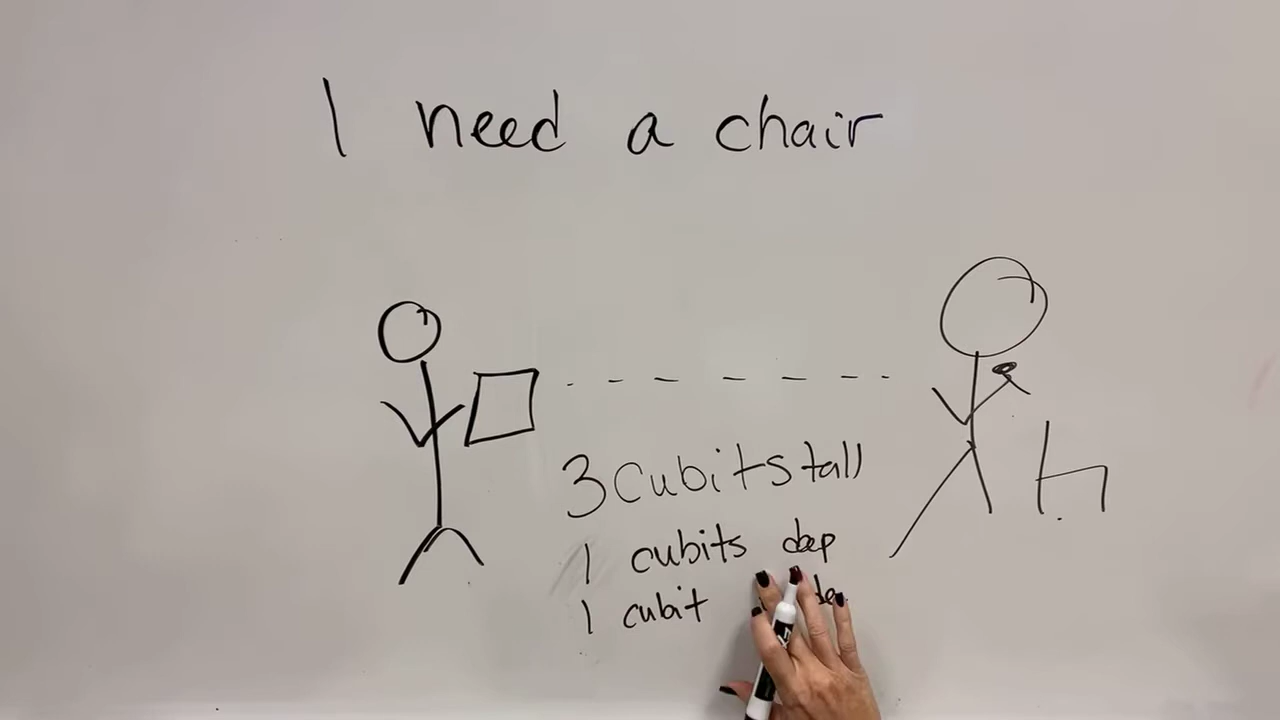 I need a chair
3 cubits tall
1 cubits deep
1 cubit